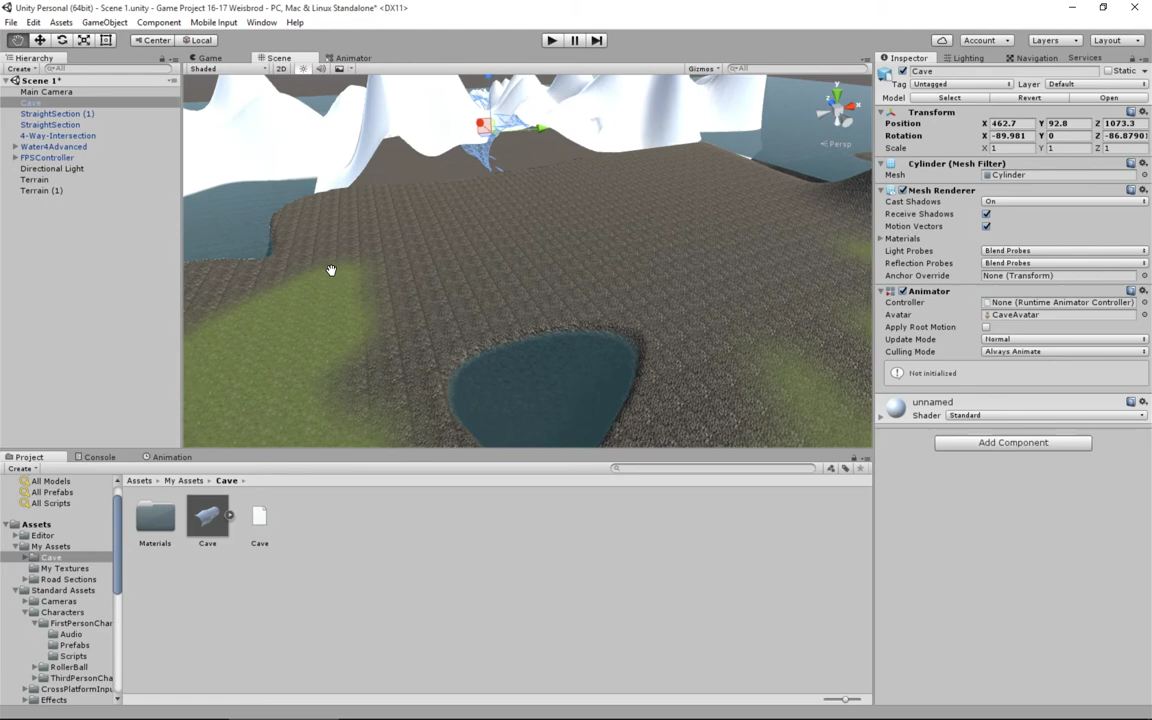 Unity Personal (64bit) - Scene 1.unity - Game Project 16-17 Weisbrod - PC, Mac & Linux Standalone* <DX11>
File Edit Assets GameObject Component Mobile Input Window Help
Center Local Account Layers Layout
Hierarchy Game Scene Animator Inspector Lighting Navigation Services
Create All Shaded 2D Gizmos All Cave Static
Scene 1* Tag Untagged Layer Default
Main Camera Model Select Revert Open
Cave Transform
StraightSection (1) Position X 462.7 Y 92.8 Z 1073.3
StraightSection Rotation X -89.981 Y 0 Z -86.8790
4-Way-Intersection Scale X 1 Y 1 Z 1
Water4Advanced
FPSController Cylinder (Mesh Filter)
Directional Light Mesh Cylinder
Terrain Mesh Renderer
Terrain (1) Cast Shadows On
Receive Shadows
Motion Vectors
Materials
Light Probes Blend Probes
Reflection Probes Blend Probes
Anchor Override None (Transform)
Animator
Controller None (Runtime Animator Controller)
Avatar CaveAvatar
Apply Root Motion
Update Mode Normal
Culling Mode Always Animate
Not initialized
unnamed
Shader Standard
Add Component
y
x
Persp
Project Console Animation
Create
All Models Assets My Assets Cave
All Prefabs
All Scripts
Assets
Editor Materials Cave Cave
My Assets
Cave
My Textures
Road Sections
Standard Assets
Cameras
Characters
FirstPersonChar
Audio
Prefabs
Scripts
RollerBall
ThirdPersonCha
CrossPlatformInpu
Effects